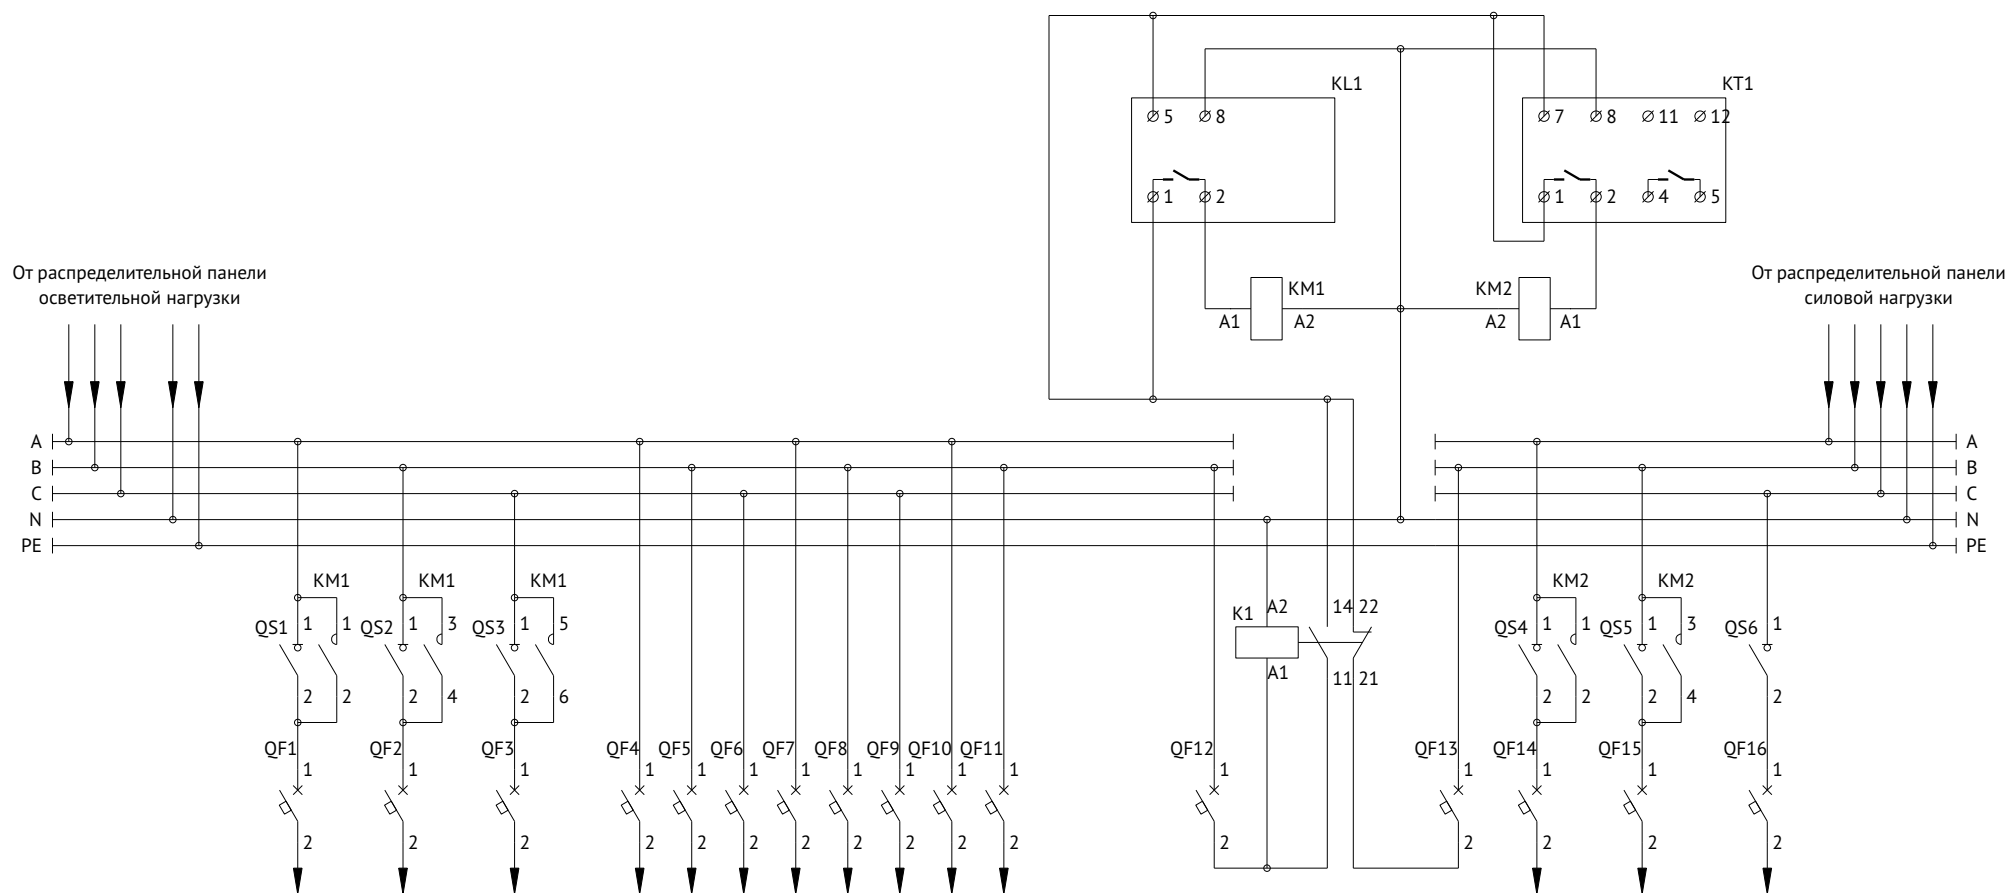 KL1
KT1
5 8
7 8 11 12
1 2
1 2 4 5
От распределительной панели
осветительной нагрузки
От распределительной панели
силовой нагрузки
KM1
KM2
A1 A2
A2 A1
A
A
B
B
C
C
N
N
PE
PE
KM1 KM1 KM1
KM2 KM2
QS1 1 1
QS2 1 3
QS3 1 5
K1 A2 14 22
QS4 1 1
QS5 1 3
QS6 1
A1 11 21
2 2
2 4
2 6
2 2
2 4
2
QF1 QF2 QF3 QF4 QF5 QF6 QF7 QF8 QF9 QF10 QF11 QF12 QF13 QF14 QF15 QF16
1 1 1 1 1 1 1 1 1 1 1 1 1 1 1 1
2 2 2 2 2 2 2 2 2 2 2 2 2 2 2 2